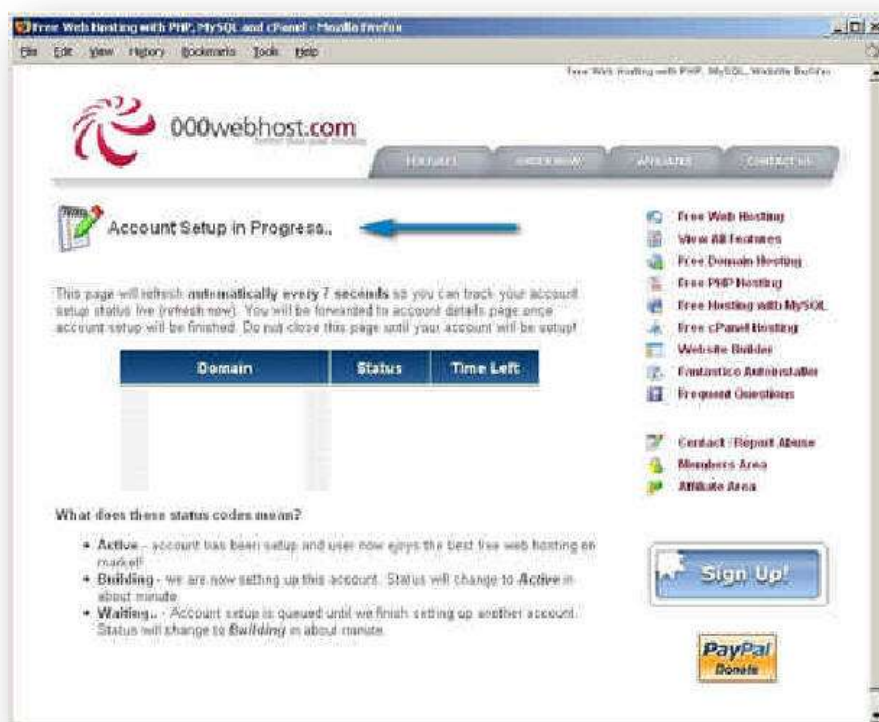 Free Web Hosting with PHP, MySQL and cPanel - Mozilla Firefox
File Edit View History Bookmarks Tools Help
Free Web Hosting with PHP, MySQL, Website Builder
000webhost.com
better than paid hosting
FEATURES ORDER NOW AFFILIATES CONTACT US
Account Setup in Progress..
This page will refresh automatically every 7 seconds so you can track your account
setup status live (refresh now). You will be forwarded to account details page once
account setup will be finished. Do not close this page until your account will be setup!
Domain Status Time Left
What does these status codes mean?
• Active - account has been setup and user now ejoys the best free web hosting on
market!
• Building - we are now setting up this account. Status will change to Active in
about minute.
• Waiting.. - Account setup is queued until we finish setting up another account.
Status will change to Building in about minute.
Free Web Hosting
View All Features
Free Domain Hosting
Free PHP Hosting
Free Hosting with MySQL
Free cPanel Hosting
Website Builder
Fantastico Autoinstaller
Frequent Questions
Contact / Report Abuse
Members Area
Affiliate Area
Sign Up!
PayPal
Donate